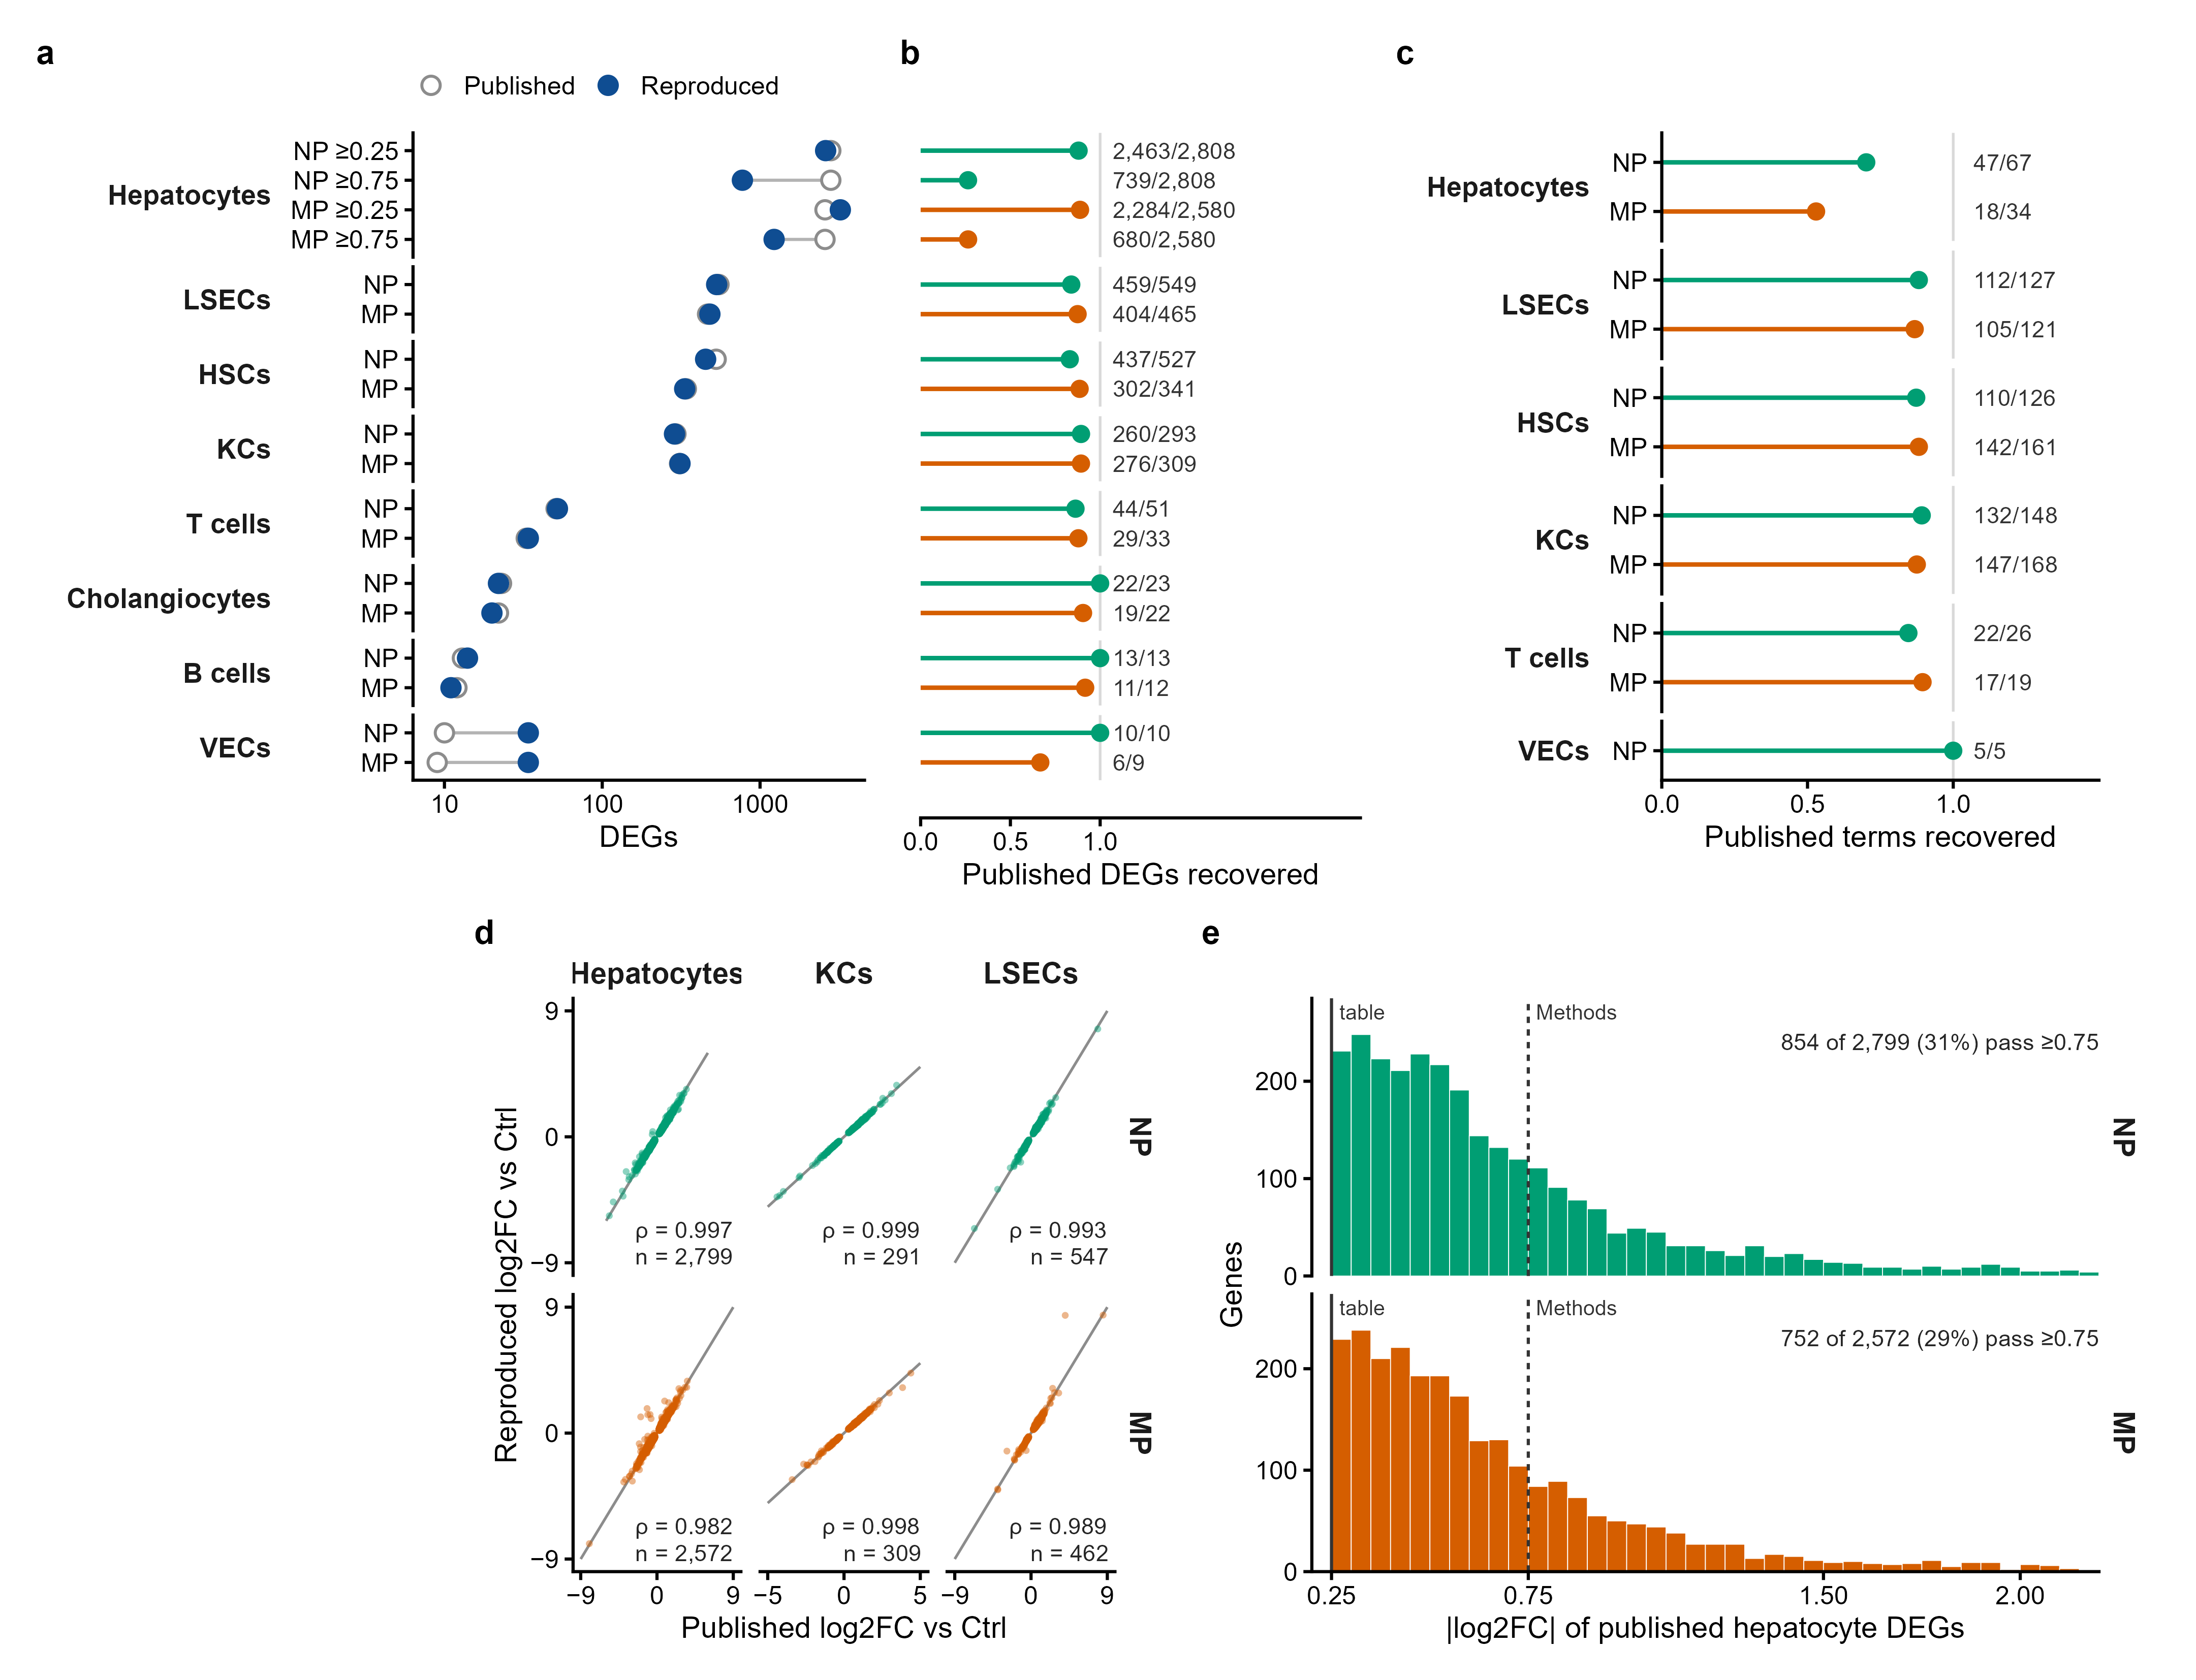 a
Published
Reproduced
Hepatocytes
NP ≥0.25
NP ≥0.75
MP ≥0.25
MP ≥0.75
LSECs
NP
MP
HSCs
NP
MP
KCs
NP
MP
T cells
NP
MP
Cholangiocytes
NP
MP
B cells
NP
MP
VECs
NP
MP
10 100 1000
DEGs
b
2,463/2,808
739/2,808
2,284/2,580
680/2,580
459/549
404/465
437/527
302/341
260/293
276/309
44/51
29/33
22/23
19/22
13/13
11/12
10/10
6/9
0.0 0.5 1.0
Published DEGs recovered
c
Hepatocytes
NP 47/67
MP 18/34
LSECs
NP 112/127
MP 105/121
HSCs
NP 110/126
MP 142/161
KCs
NP 132/148
MP 147/168
T cells
NP 22/26
MP 17/19
VECs
NP 5/5
0.0 0.5 1.0
Published terms recovered
d
Hepatocytes KCs LSECs
Reproduced log2FC vs Ctrl
9
0
−9
ρ = 0.997
n = 2,799
ρ = 0.999
n = 291
ρ = 0.993
n = 547
NP
9
0
−9
ρ = 0.982
n = 2,572
ρ = 0.998
n = 309
ρ = 0.989
n = 462
MP
−9 0 9 −5 0 5 −9 0 9
Published log2FC vs Ctrl
e
Genes
200
100
0
table
Methods
854 of 2,799 (31%) pass ≥0.75
NP
200
100
0
table
Methods
752 of 2,572 (29%) pass ≥0.75
MP
0.25 0.75 1.50 2.00
|log2FC| of published hepatocyte DEGs